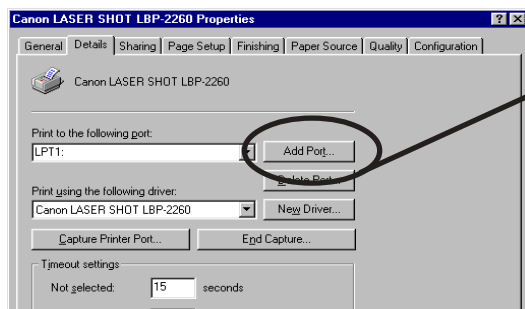 Canon LASER SHOT LBP-2260 Properties
General Details Sharing Page Setup Finishing Paper Source Quality Configuration
Canon LASER SHOT LBP-2260
Print to the following port:
LPT1: Add Port...
Delete Port...
Print using the following driver:
Canon LASER SHOT LBP-2260 New Driver...
Capture Printer Port... End Capture...
Timeout settings
Not selected: 15 seconds